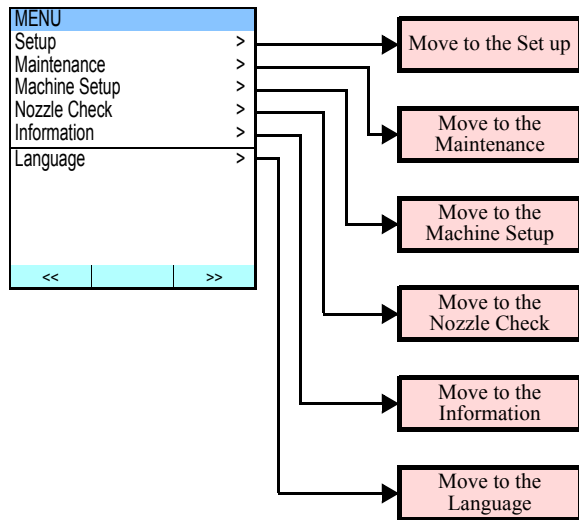 MENU
Setup >
Maintenance >
Machine Setup >
Nozzle Check >
Information >
Language >
<< >>
Move to the Set up
Move to the
Maintenance
Move to the
Machine Setup
Move to the
Nozzle Check
Move to the
Information
Move to the
Language